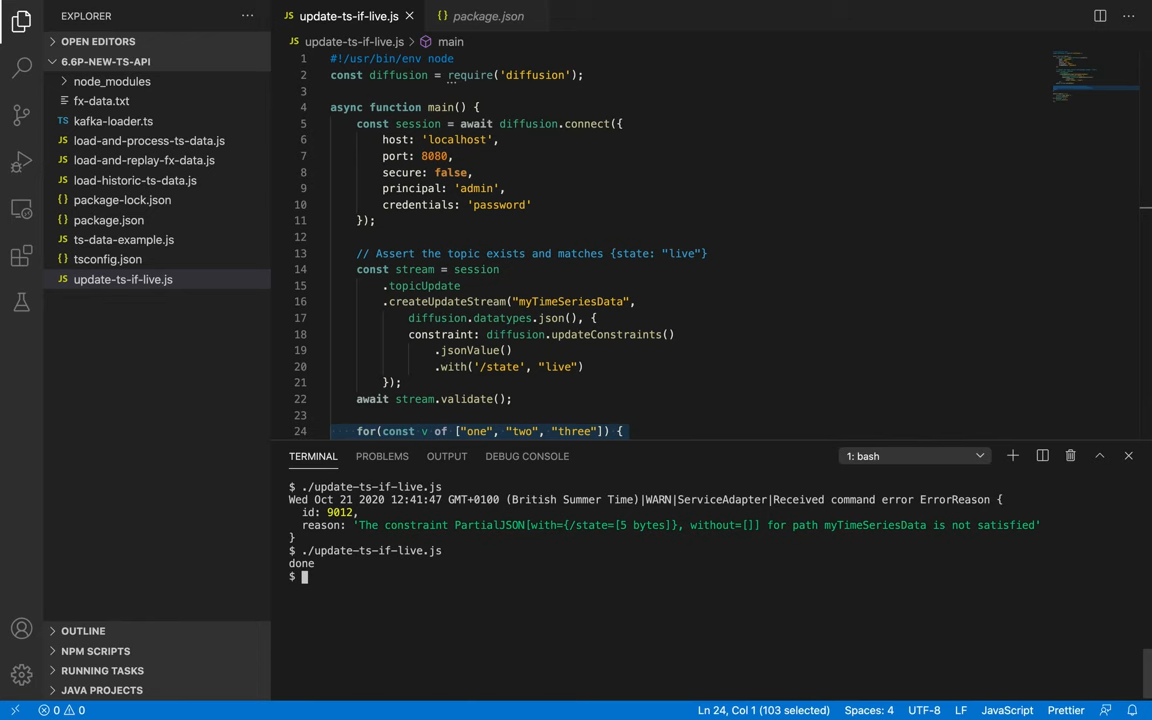 EXPLORER
OPEN EDITORS
6.6P-NEW-TS-API
node_modules
fx-data.txt
TS kafka-loader.ts
JS load-and-process-ts-data.js
JS load-and-replay-fx-data.js
JS load-historic-ts-data.js
{} package-lock.json
{} package.json
JS ts-data-example.js
{} tsconfig.json
JS update-ts-if-live.js
OUTLINE
NPM SCRIPTS
RUNNING TASKS
JAVA PROJECTS
JS update-ts-if-live.js
{} package.json
JS update-ts-if-live.js > main
1 #!/usr/bin/env node
2 const diffusion = require('diffusion');
3
4 async function main() {
5 const session = await diffusion.connect({
6 host: 'localhost',
7 port: 8080,
8 secure: false,
9 principal: 'admin',
10 credentials: 'password'
11 });
12
13 // Assert the topic exists and matches {state: "live"}
14 const stream = session
15 .topicUpdate
16 .createUpdateStream("myTimeSeriesData",
17 diffusion.datatypes.json(), {
18 constraint: diffusion.updateConstraints()
19 .jsonValue()
20 .with('/state', "live")
21 });
22 await stream.validate();
23
24 for(const v of ["one", "two", "three"]) {
TERMINAL PROBLEMS OUTPUT DEBUG CONSOLE 1: bash
$ ./update-ts-if-live.js
Wed Oct 21 2020 12:41:47 GMT+0100 (British Summer Time)|WARN|ServiceAdapter|Received command error ErrorReason {
id: 9012,
reason: 'The constraint PartialJSON[with={/state=[5 bytes]}, without=[]] for path myTimeSeriesData is not satisfied'
}
$ ./update-ts-if-live.js
done
$
0 0 Ln 24, Col 1 (103 selected) Spaces: 4 UTF-8 LF JavaScript Prettier